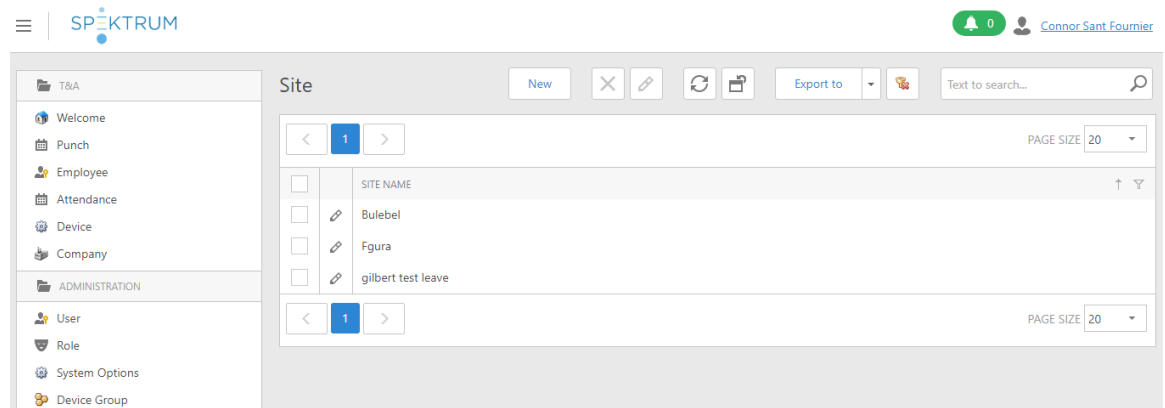 SPEKTRUM
0
Connor Sant Fournier
T&A
Welcome
Punch
Employee
Attendance
Device
Company
ADMINISTRATION
User
Role
System Options
Device Group
Site
New
Export to
Text to search...
1
PAGE SIZE 20
SITE NAME
Bulebel
Fgura
gilbert test leave
1
PAGE SIZE 20